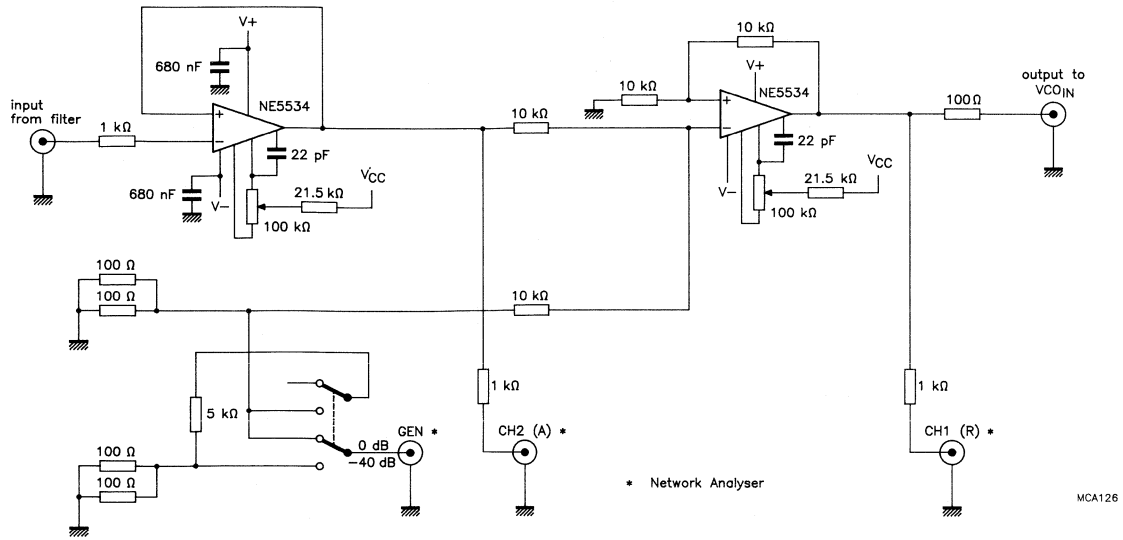 V+
680 nF
NE5534
input
from filter
1 kΩ
+
−
22 pF
680 nF
V−
21.5 kΩ
VCC
100 kΩ
10 kΩ
10 kΩ
10 kΩ
V+
NE5534
+
−
22 pF
V−
21.5 kΩ
VCC
100 kΩ
100Ω
output to
VCOIN
100 Ω
100 Ω
10 kΩ
5 kΩ
1 kΩ
1 kΩ
0 dB
−40 dB
GEN *
CH2 (A) *
CH1 (R) *
100 Ω
100 Ω
* Network Analyser
MCA126